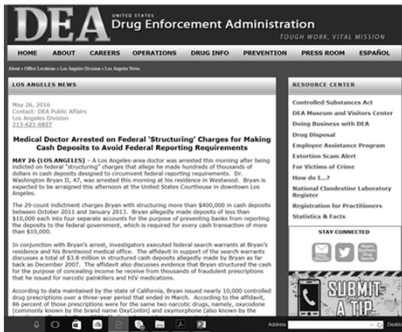 DEA
UNITED STATES
Drug Enforcement Administration
TOUGH WORK, VITAL MISSION
HOME ABOUT CAREERS OPERATIONS DRUG INFO PREVENTION PRESS ROOM ESPAÑOL
About » Office Locations » Los Angeles Division » Los Angeles News
LOS ANGELES NEWS
May 26, 2016
Contact: DEA Public Affairs
Los Angeles Division
213-621-6827
Medical Doctor Arrested on Federal 'Structuring' Charges for Making
Cash Deposits to Avoid Federal Reporting Requirements
MAY 26 (LOS ANGELES) – A Los Angeles-area doctor was arrested this morning after being
indicted on federal "structuring" charges that allege he made hundreds of thousands of
dollars in cash deposits designed to circumvent federal reporting requirements. Dr.
Washington Bryan II, 47, was arrested this morning at his residence in Westwood. Bryan is
expected to be arraigned this afternoon at the United States Courthouse in downtown Los
Angeles.
The 29-count indictment charges Bryan with structuring more than $400,000 in cash deposits
between October 2011 and January 2013. Bryan allegedly made deposits of less than
$10,000 each into four separate accounts for the purpose of preventing banks from reporting
the deposits to the federal government, which is required for every cash transaction of more
than $10,000.
In conjunction with Bryan's arrest, investigators executed federal search warrants at Bryan's
residence and his Brentwood medical office. The affidavit in support of the search warrants
discusses a total of $3.8 million in structured cash deposits allegedly made by Bryan as far
back as December 2007. The affidavit also discusses evidence that Bryan structured the cash
for the purpose of concealing income he receive from thousands of fraudulent prescriptions
that he issued for narcotic painkillers and HIV medications.
According to data maintained by the state of California, Bryan issued nearly 10,000 controlled
drug prescriptions over a three-year period that ended in March. According to the affidavit,
86 percent of those prescriptions were for the same two narcotic drugs, namely, oxycodone
(commonly known by the brand name OxyContin) and oxymorphone (also known by the
RESOURCE CENTER
Controlled Substances Act
DEA Museum and Visitors Center
Doing Business with DEA
Drug Disposal
Employee Assistance Program
Extortion Scam Alert
For Victims of Crime
How do I...?
National Clandestine Laboratory
Register
Registration for Practitioners
Statistics & Facts
STAY CONNECTED
SUBMIT
A TIP
Address
Deskto